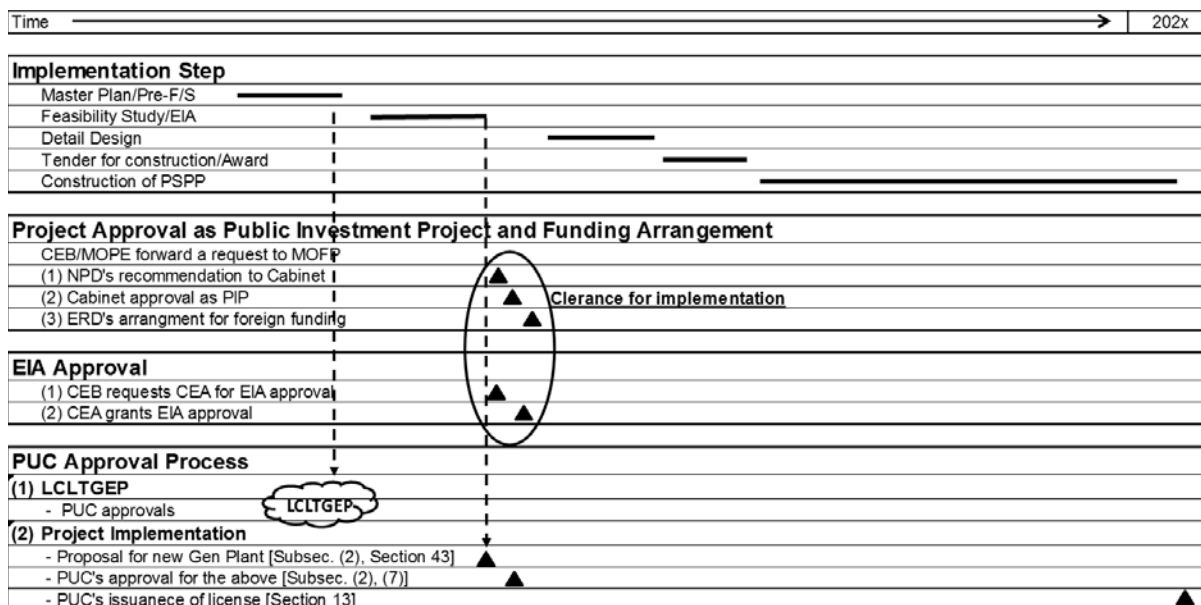 Time 202x
Implementation Step
Master Plan/Pre-F/S
Feasibility Study/EIA
Detail Design
Tender for construction/Award
Construction of PSPP
Project Approval as Public Investment Project and Funding Arrangement
CEB/MOPE forward a request to MOFP
(1) NPD's recommendation to Cabinet
(2) Cabinet approval as PIP Clerance for implementation
(3) ERD's arrangment for foreign funding
EIA Approval
(1) CEB requests CEA for EIA approval
(2) CEA grants EIA approval
PUC Approval Process
(1) LCLTGEP
- PUC approvals LCLTGEP
(2) Project Implementation
- Proposal for new Gen Plant [Subsec. (2), Section 43]
- PUC's approval for the above [Subsec. (2), (7)]
- PUC's issuanece of license [Section 13]